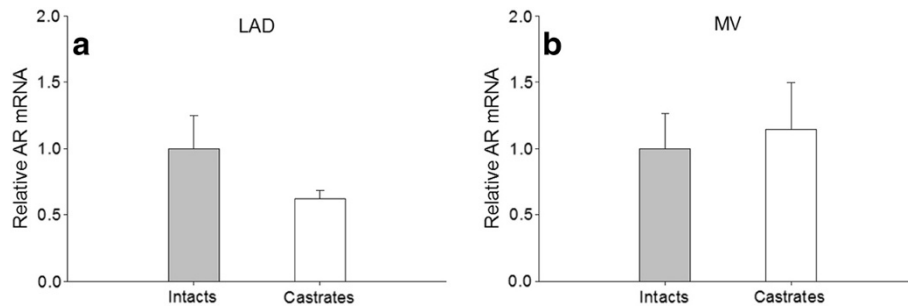 a
LAD
Relative AR mRNA
2.0
1.5
1.0
0.5
0.0
Intacts
Castrates
b
MV
Relative AR mRNA
2.0
1.5
1.0
0.5
0.0
Intacts
Castrates